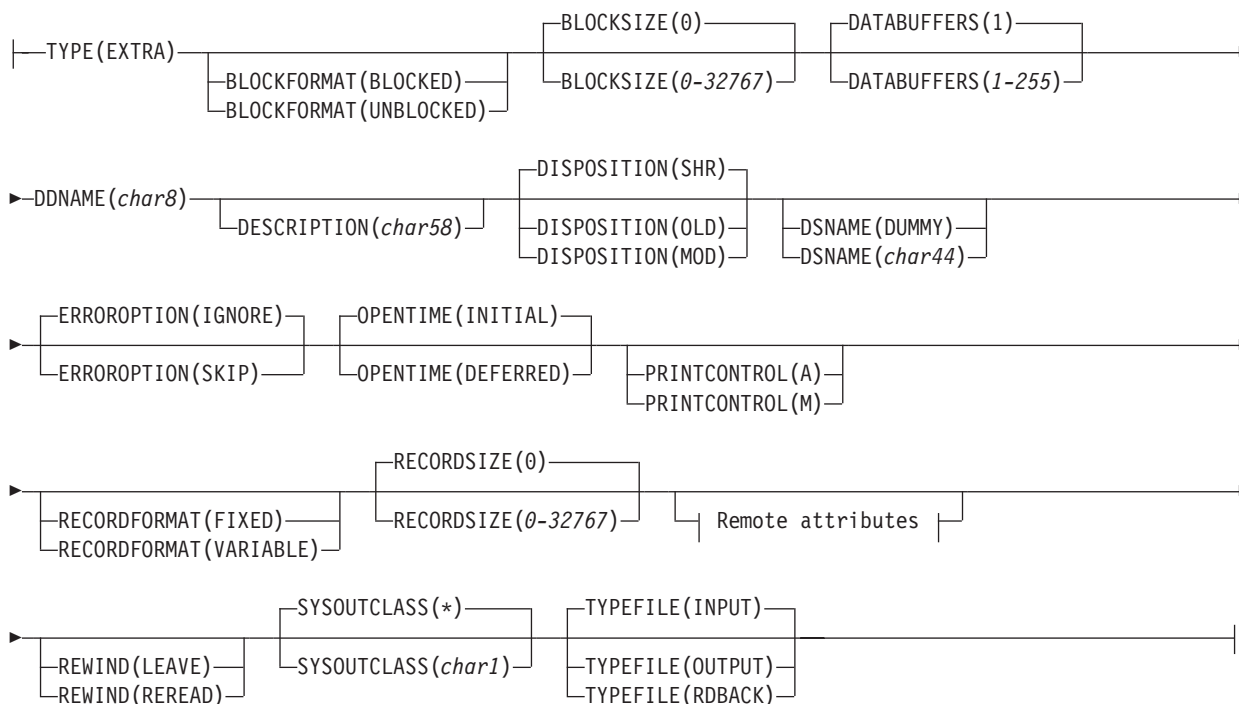 BLOCKSIZE(0) DATABUFFERS(1)
TYPE(EXTRA)
BLOCKFORMAT(BLOCKED) BLOCKSIZE(0-32767) DATABUFFERS(1-255)
BLOCKFORMAT(UNBLOCKED)
DISPOSITION(SHR)
DDNAME(char8)
DESCRIPTION(char58) DISPOSITION(OLD) DSNAME(DUMMY)
DISPOSITION(MOD) DSNAME(char44)
ERROROPTION(IGNORE) OPENTIME(INITIAL)
ERROROPTION(SKIP) OPENTIME(DEFERRED) PRINTCONTROL(A)
PRINTCONTROL(M)
RECORDSIZE(0)
RECORDFORMAT(FIXED) RECORDSIZE(0-32767) Remote attributes
RECORDFORMAT(VARIABLE)
SYSOUTCLASS(*) TYPEFILE(INPUT)
REWIND(LEAVE) SYSOUTCLASS(char1) TYPEFILE(OUTPUT)
REWIND(REREAD) TYPEFILE(RDBACK)